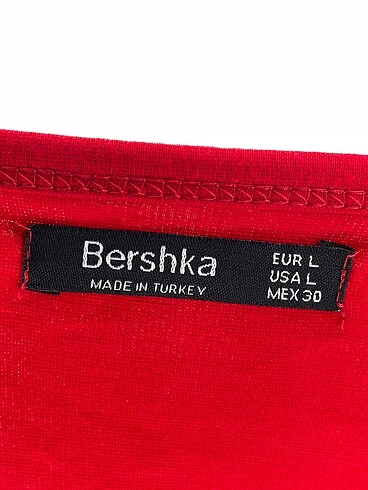 Bershka
MADE IN TURKEY
EUR L
USA L
MEX 30